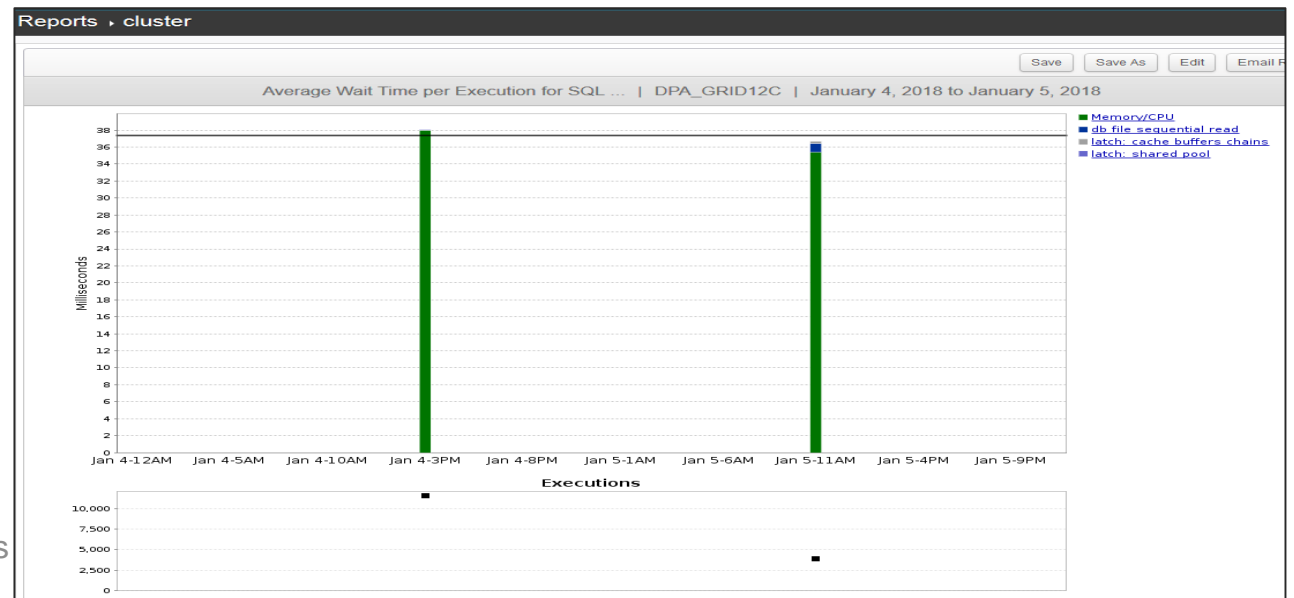 Reports ▸ cluster
Save Save As Edit Email
Average Wait Time per Execution for SQL ... | DPA_GRID12C | January 4, 2018 to January 5, 2018
Memory/CPU
db file sequential read
latch: cache buffers chains
latch: shared pool
Milliseconds
38
36
34
32
30
28
26
24
22
20
18
16
14
12
10
8
6
4
2
0
Jan 4-12AM Jan 4-5AM Jan 4-10AM Jan 4-3PM Jan 4-8PM Jan 5-1AM Jan 5-6AM Jan 5-11AM Jan 5-4PM Jan 5-9PM
Executions
10,000
7,500
5,000
2,500
0
s